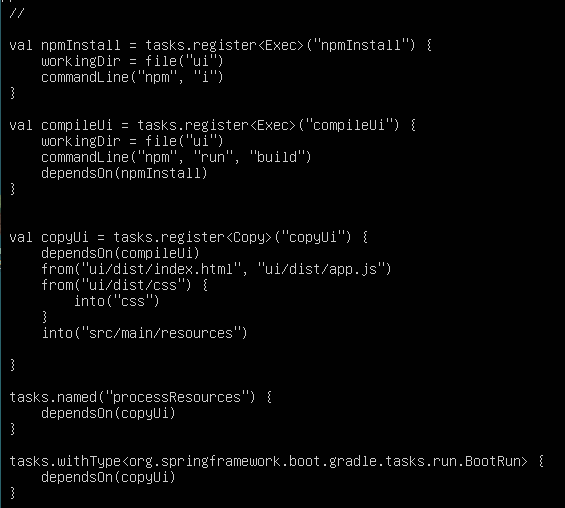 //
val npmInstall = tasks.register<Exec>("npmInstall") {
    workingDir = file("ui")
    commandLine("npm", "i")
}
val compileUi = tasks.register<Exec>("compileUi") {
    workingDir = file("ui")
    commandLine("npm", "run", "build")
    dependsOn(npmInstall)
}
val copyUi = tasks.register<Copy>("copyUi") {
    dependsOn(compileUi)
    from("ui/dist/index.html", "ui/dist/app.js")
    from("ui/dist/css") {
        into("css")
    }
    into("src/main/resources")
}
tasks.named("processResources") {
    dependsOn(copyUi)
}
tasks.withType<org.springframework.boot.gradle.tasks.run.BootRun> {
    dependsOn(copyUi)
}